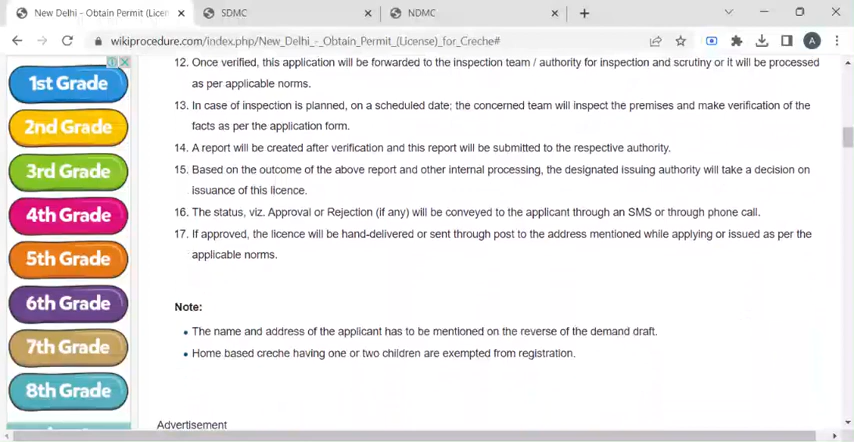 New Delhi - Obtain Permit (Licen
SDMC
NDMC
wikiprocedure.com/index.php/New_Delhi_-_Obtain_Permit_(License)_for_Creche#
A
1st Grade
2nd Grade
3rd Grade
4th Grade
5th Grade
6th Grade
7th Grade
8th Grade
12. Once verified, this application will be forwarded to the inspection team / authority for inspection and scrutiny or it will be processed
as per applicable norms.
13. In case of inspection is planned, on a scheduled date; the concerned team will inspect the premises and make verification of the
facts as per the application form.
14. A report will be created after verification and this report will be submitted to the respective authority.
15. Based on the outcome of the above report and other internal processing, the designated issuing authority will take a decision on
issuance of this licence.
16. The status, viz. Approval or Rejection (if any) will be conveyed to the applicant through an SMS or through phone call.
17. If approved, the licence will be hand-delivered or sent through post to the address mentioned while applying or issued as per the
applicable norms.
Note:
• The name and address of the applicant has to be mentioned on the reverse of the demand draft.
• Home based creche having one or two children are exempted from registration.
Advertisement